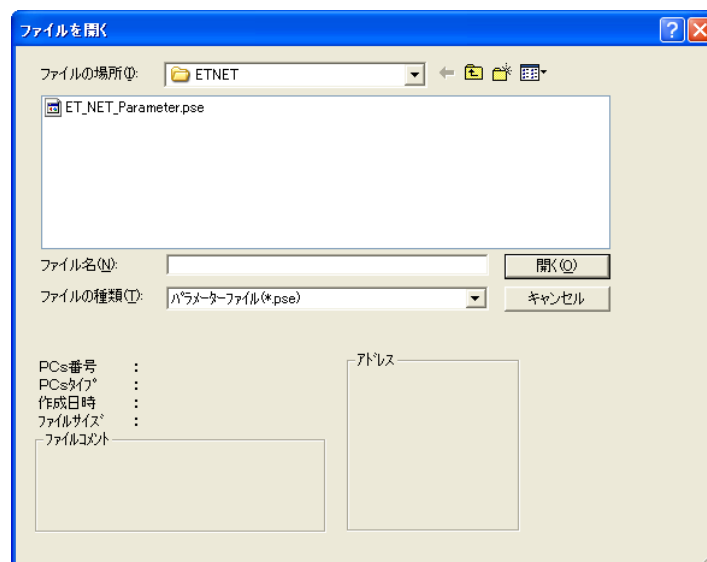 ファイルを開く
ファイルの場所(I):
ETNET
ET_NET_Parameter.pse
ファイル名(N):
開く(O)
ファイルの種類(T):
ﾊﾟﾗﾒｰﾀｰﾌｧｲﾙ(*.pse)
キャンセル
PCs番号 :
PCsﾀｲﾌﾟ :
作成日時 :
ﾌｧｲﾙｻｲｽﾞ :
ﾌｧｲﾙｺﾒﾝﾄ
ｱﾄﾞﾚｽ